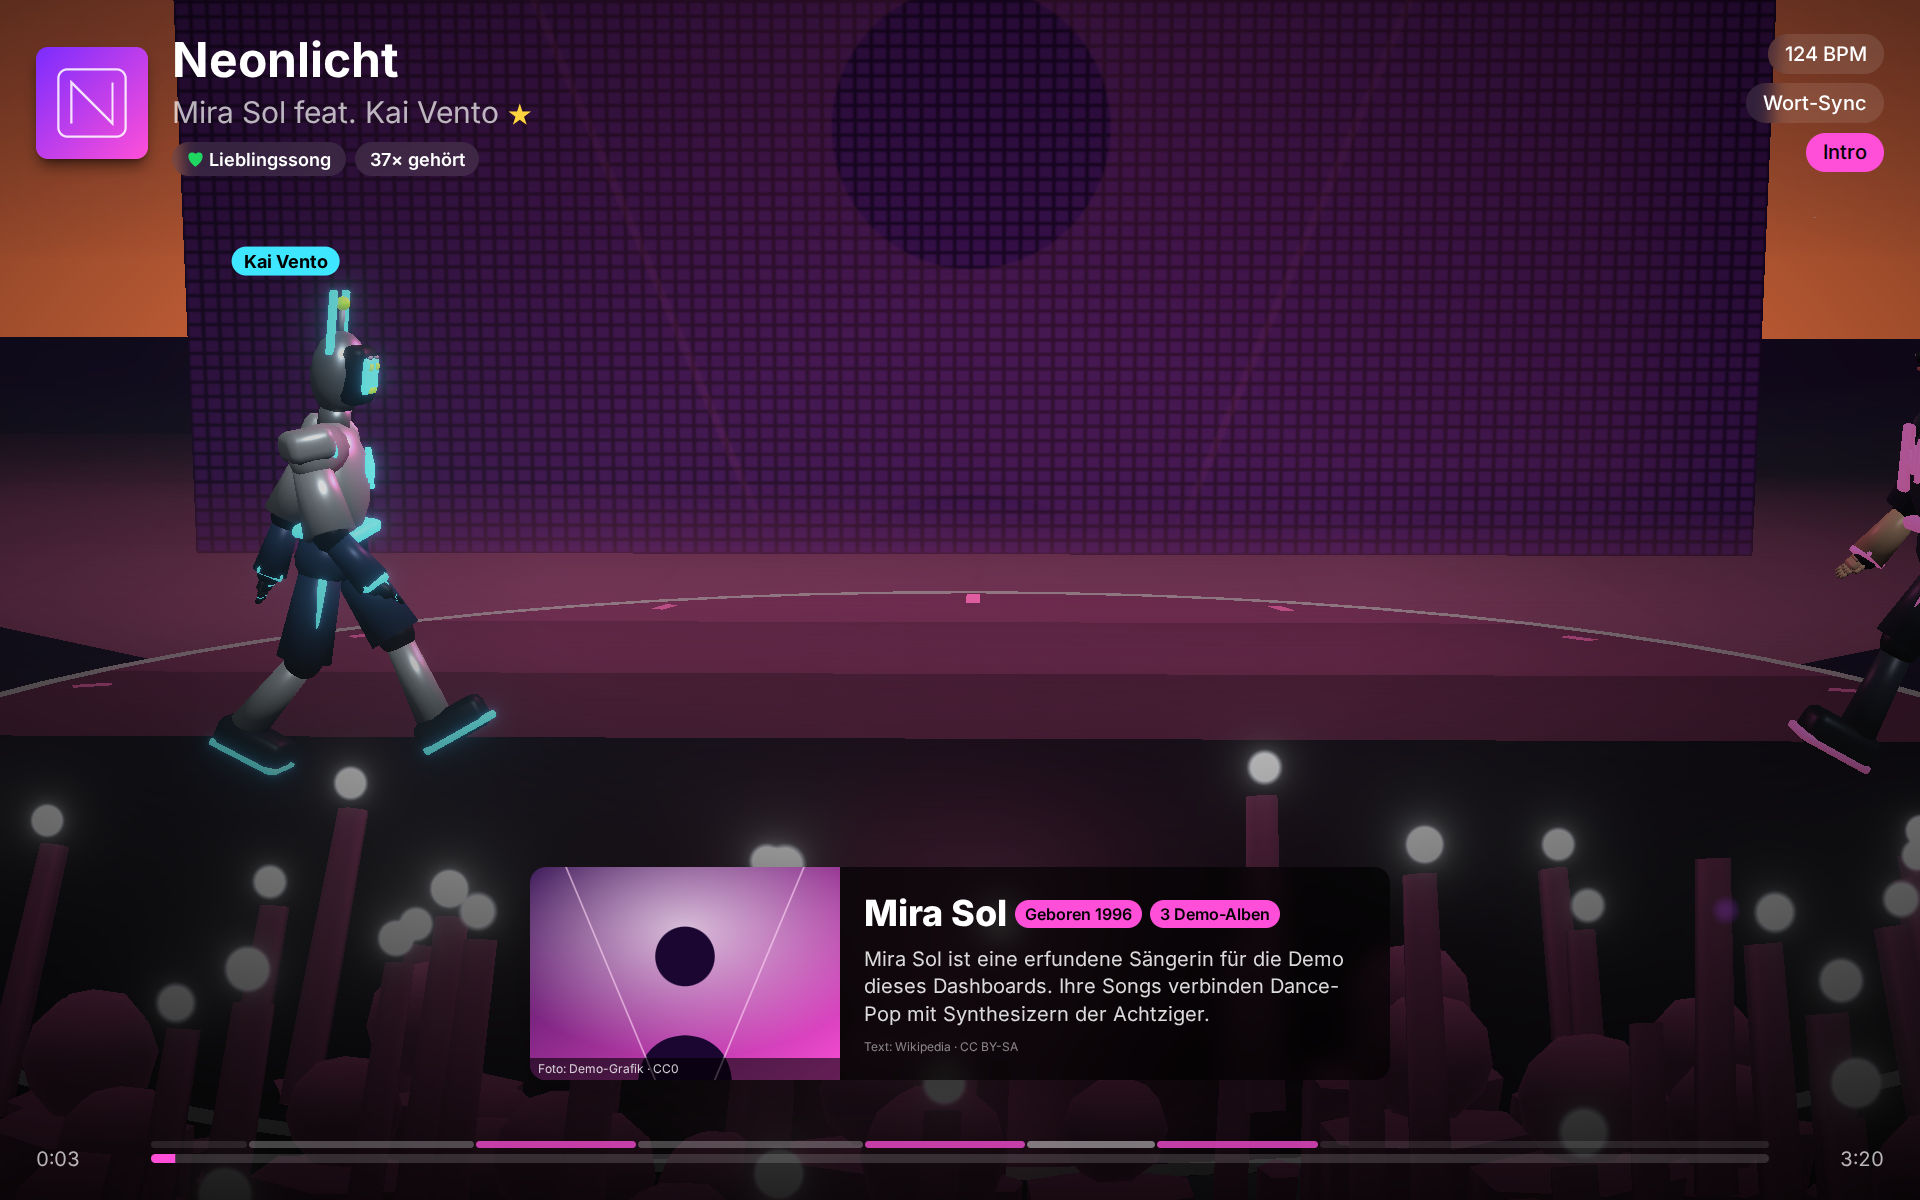 N
Neonlicht
Mira Sol feat. Kai Vento
Lieblingssong
37× gehört
124 BPM
Wort-Sync
Intro
Kai Vento
Mira Sol
Geboren 1996
3 Demo-Alben
Mira Sol ist eine erfundene Sängerin für die Demo
dieses Dashboards. Ihre Songs verbinden Dance-
Pop mit Synthesizern der Achtziger.
Text: Wikipedia · CC BY-SA
Foto: Demo-Grafik · CC0
0:03
3:20